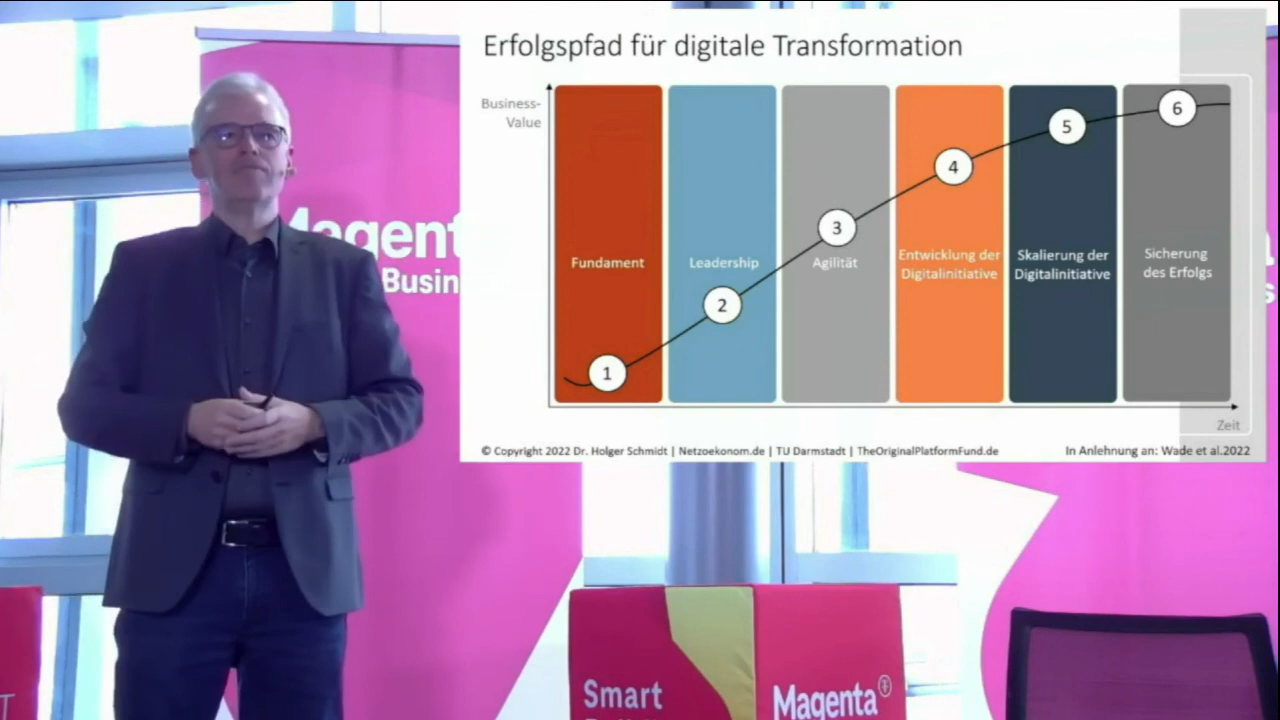 Erfolgspfad für digitale Transformation
Business-
Value
1
2
3
4
5
6
Fundament
Leadership
Agilität
Entwicklung der
Digitalinitiative
Skalierung der
Digitalinitiative
Sicherung
des Erfolgs
Zeit
© Copyright 2022 Dr. Holger Schmidt | Netzoekonom.de | TU Darmstadt | TheOriginalPlatformFund.de
In Anlehnung an: Wade et al.2022
Magent
Busin
Smart
Magenta